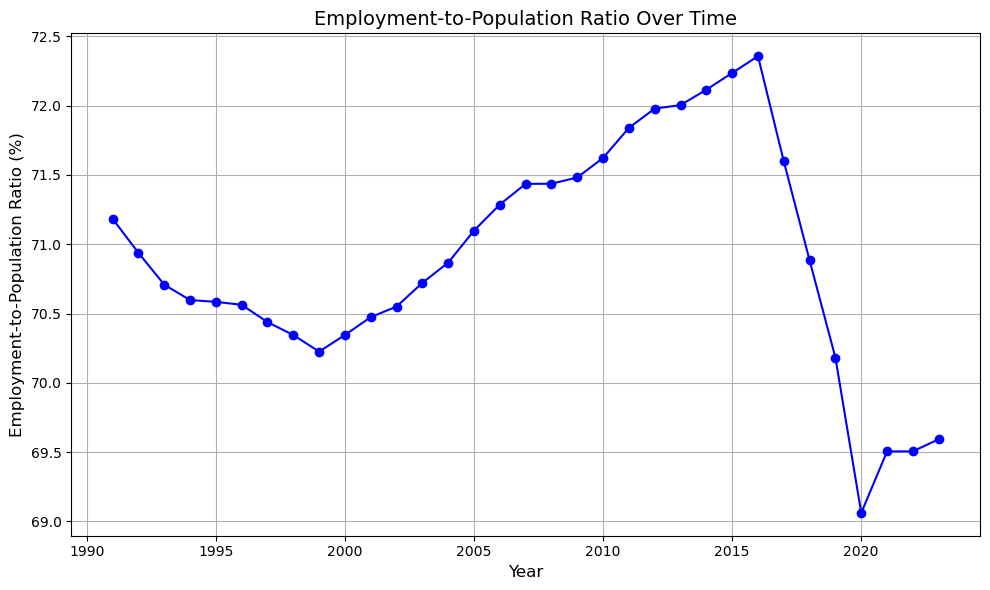 Employment-to-Population Ratio Over Time
Employment-to-Population Ratio (%)
72.5
72.0
71.5
71.0
70.5
70.0
69.5
69.0
1990 1995 2000 2005 2010 2015 2020
Year